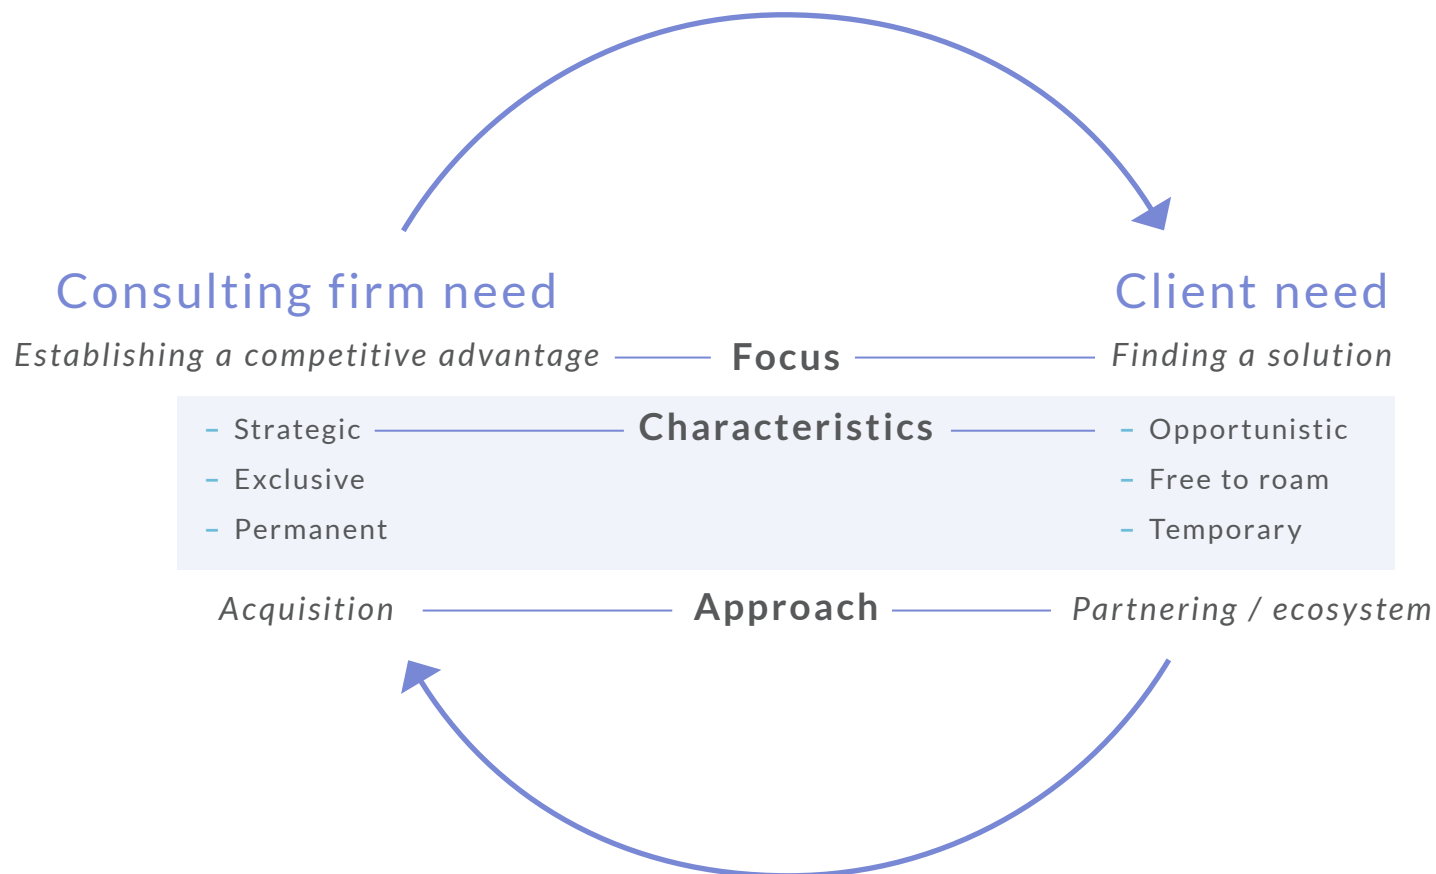 Consulting firm need Client need
Establishing a competitive advantage Focus Finding a solution
– Strategic Characteristics – Opportunistic
– Exclusive – Free to roam
– Permanent – Temporary
Acquisition Approach Partnering / ecosystem